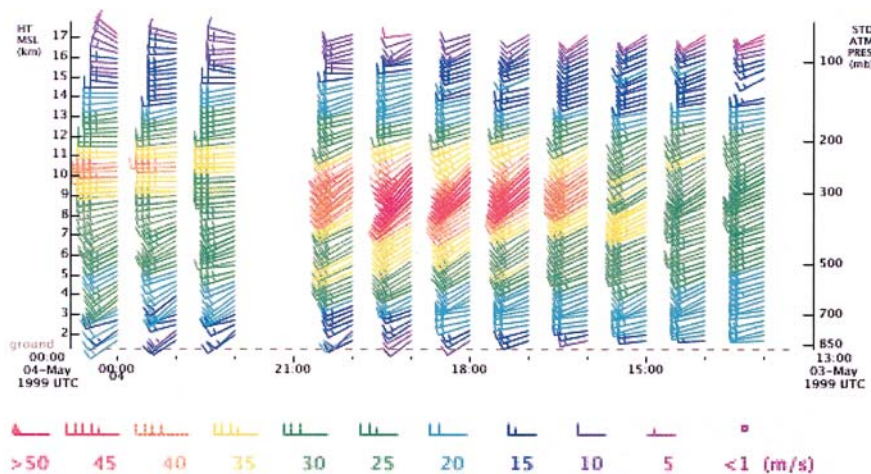 HT
MSL
(km)
17
16
15
14
13
12
11
10
9
8
7
6
5
4
3
2
ground
STD
ATM
PRES
(mb)
100
200
300
500
700
850
00:00
04-May
1999 UTC
00:00
04
21:00
18:00
15:00
13:00
03-May
1999 UTC
>50 45 40 35 30 25 20 15 10 5 <1 (m/s)